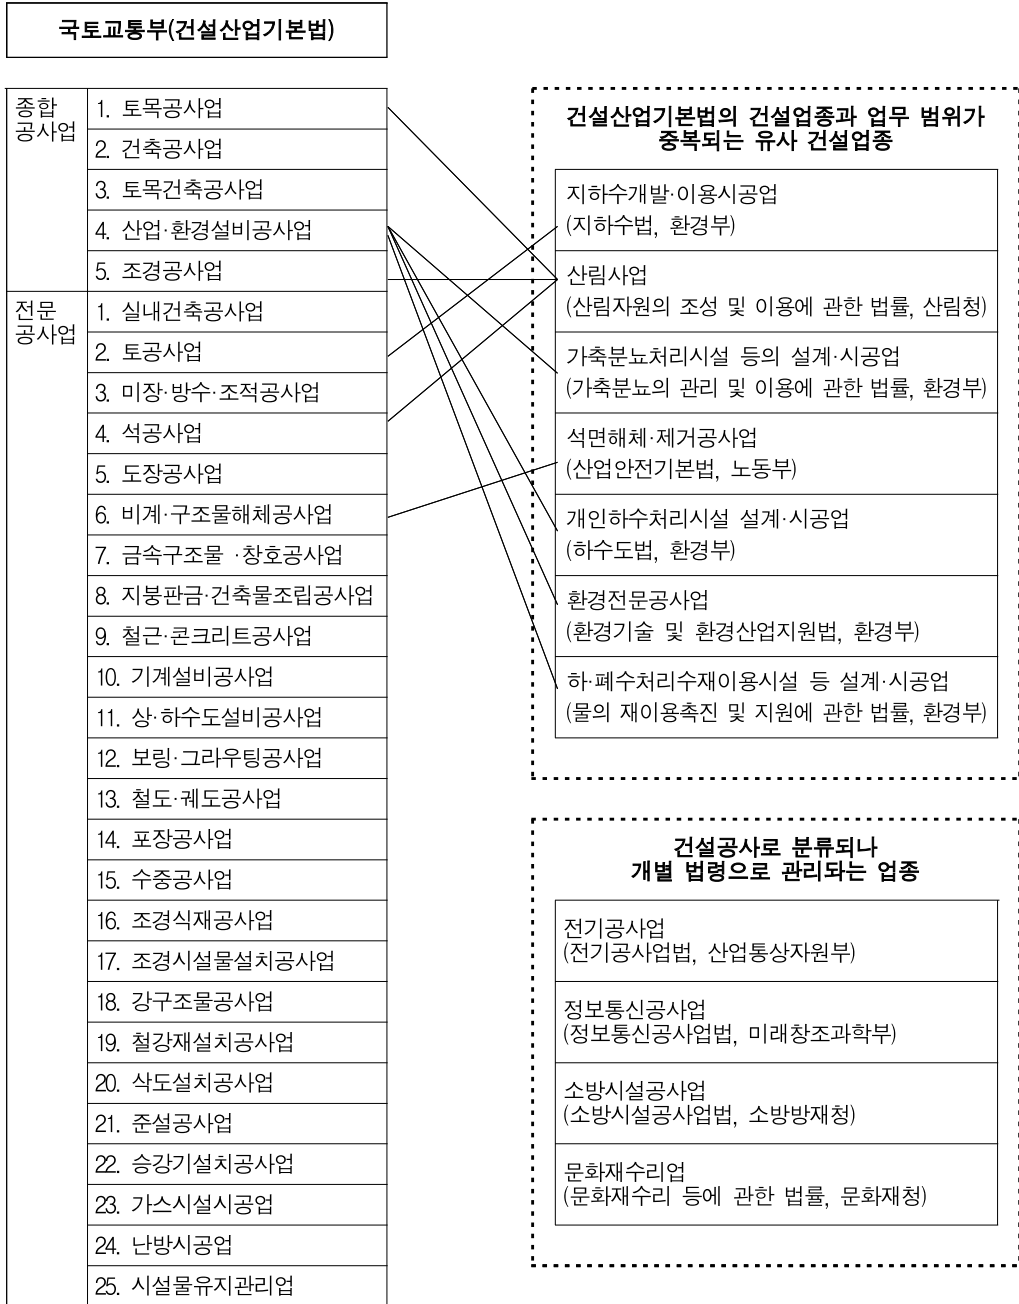 국토교통부(건설산업기본법)
종합
공사업
1. 토목공사업
2. 건축공사업
3. 토목건축공사업
4. 산업·환경설비공사업
5. 조경공사업
전문
공사업
1. 실내건축공사업
2. 토공사업
3. 미장·방수·조적공사업
4. 석공사업
5. 도장공사업
6. 비계·구조물해체공사업
7. 금속구조물 ·창호공사업
8. 지붕판금·건축물조립공사업
9. 철근·콘크리트공사업
10. 기계설비공사업
11. 상·하수도설비공사업
12. 보링·그라우팅공사업
13. 철도·궤도공사업
14. 포장공사업
15. 수중공사업
16. 조경식재공사업
17. 조경시설물설치공사업
18. 강구조물공사업
19. 철강재설치공사업
20. 삭도설치공사업
21. 준설공사업
22. 승강기설치공사업
23. 가스시설시공업
24. 난방시공업
25. 시설물유지관리업
건설산업기본법의 건설업종과 업무 범위가
중복되는 유사 건설업종
지하수개발·이용시공업
(지하수법, 환경부)
산림사업
(산림자원의 조성 및 이용에 관한 법률, 산림청)
가축분뇨처리시설 등의 설계·시공업
(가축분뇨의 관리 및 이용에 관한 법률, 환경부)
석면해체·제거공사업
(산업안전기본법, 노동부)
개인하수처리시설 설계·시공업
(하수도법, 환경부)
환경전문공사업
(환경기술 및 환경산업지원법, 환경부)
하·폐수처리수재이용시설 등 설계·시공업
(물의 재이용촉진 및 지원에 관한 법률, 환경부)
건설공사로 분류되나
개별 법령으로 관리돠는 업종
전기공사업
(전기공사업법, 산업통상자원부)
정보통신공사업
(정보통신공사업법, 미래창조과학부)
소방시설공사업
(소방시설공사업법, 소방방재청)
문화재수리업
(문화재수리 등에 관한 법률, 문화재청)